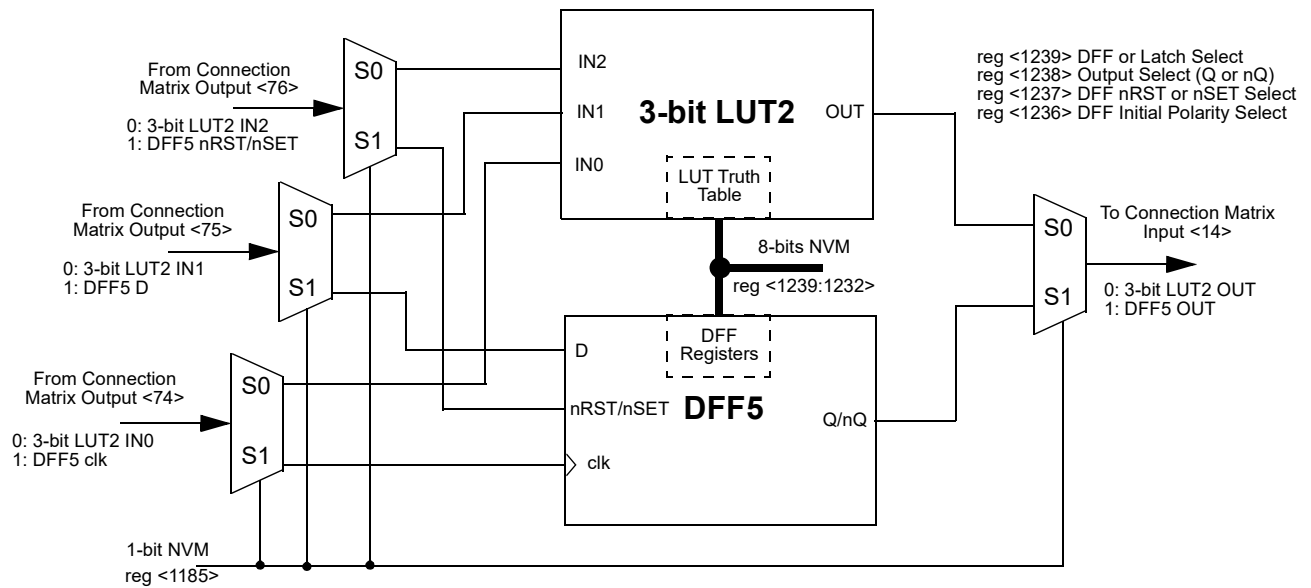 From Connection
Matrix Output <76>
0: 3-bit LUT2 IN2
1: DFF5 nRST/nSET
S0
S1
From Connection
Matrix Output <75>
0: 3-bit LUT2 IN1
1: DFF5 D
S0
S1
From Connection
Matrix Output <74>
0: 3-bit LUT2 IN0
1: DFF5 clk
S0
S1
1-bit NVM
reg <1185>
IN2
IN1
IN0
3-bit LUT2
OUT
LUT Truth
Table
8-bits NVM
reg <1239:1232>
DFF
Registers
D
nRST/nSET
clk
DFF5
Q/nQ
reg <1239> DFF or Latch Select
reg <1238> Output Select (Q or nQ)
reg <1237> DFF nRST or nSET Select
reg <1236> DFF Initial Polarity Select
S0
S1
To Connection Matrix
Input <14>
0: 3-bit LUT2 OUT
1: DFF5 OUT